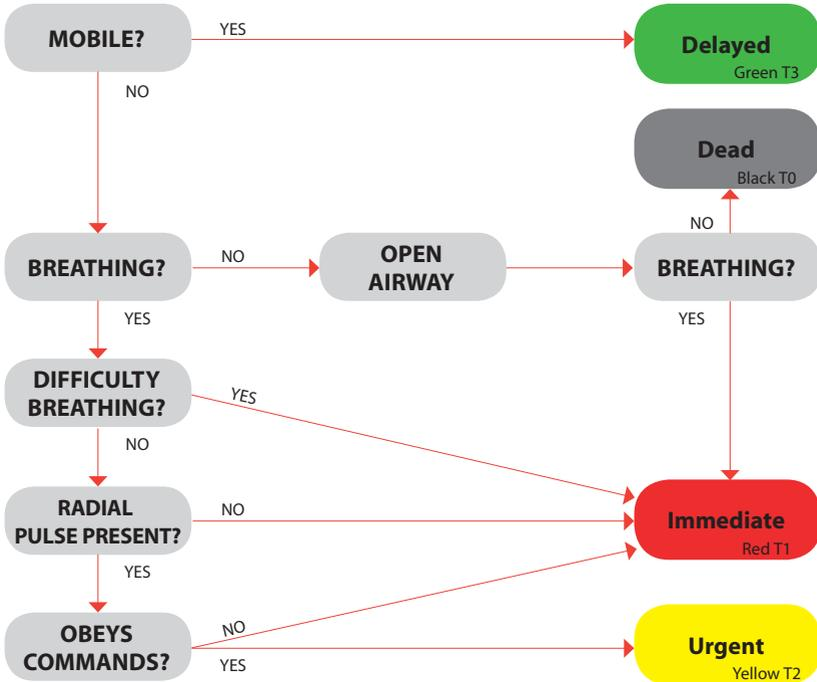 MOBILE?
YES
Delayed
Green T3
NO
Dead
Black T0
NO
BREATHING?
NO
OPEN
AIRWAY
BREATHING?
YES
YES
DIFFICULTY
BREATHING?
YES
NO
RADIAL
PULSE PRESENT?
NO
Immediate
Red T1
YES
OBEYS
COMMANDS?
NO
YES
Urgent
Yellow T2